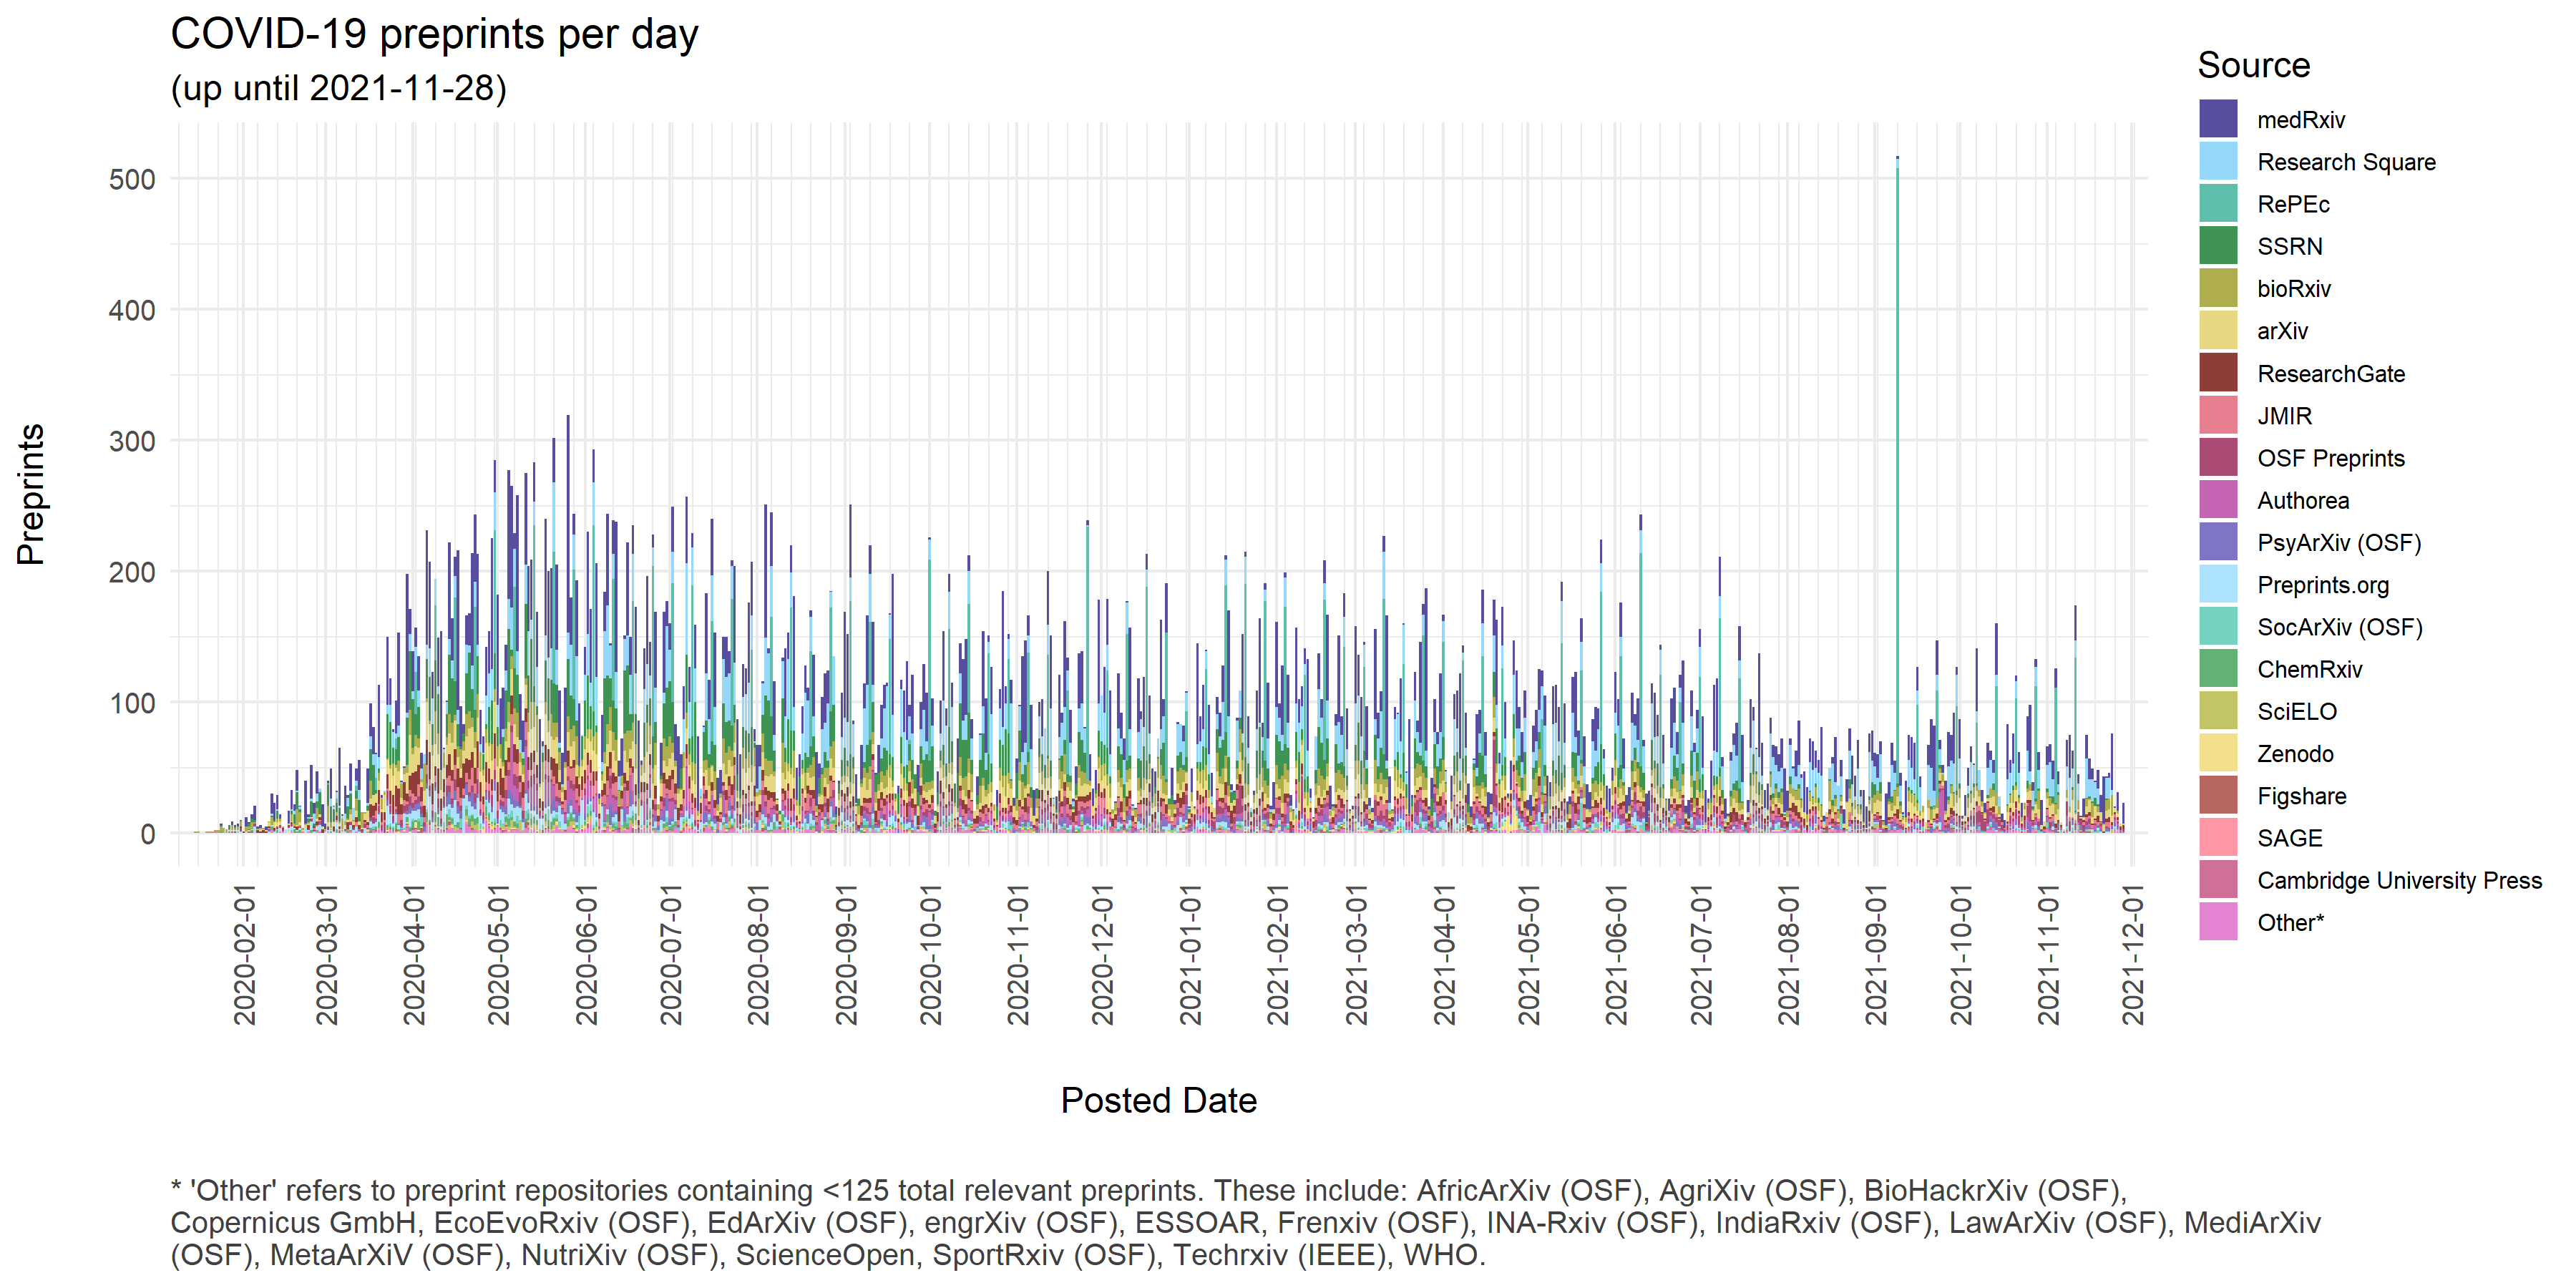 COVID-19 preprints per day
(up until 2021-11-28)
Preprints
500
400
300
200
100
0
2020-02-01
2020-03-01
2020-04-01
2020-05-01
2020-06-01
2020-07-01
2020-08-01
2020-09-01
2020-10-01
2020-11-01
2020-12-01
2021-01-01
2021-02-01
2021-03-01
2021-04-01
2021-05-01
2021-06-01
2021-07-01
2021-08-01
2021-09-01
2021-10-01
2021-11-01
2021-12-01
Posted Date
Source
medRxiv
Research Square
RePEc
SSRN
bioRxiv
arXiv
ResearchGate
JMIR
OSF Preprints
Authorea
PsyArXiv (OSF)
Preprints.org
SocArXiv (OSF)
ChemRxiv
SciELO
Zenodo
Figshare
SAGE
Cambridge University Press
Other*
* 'Other' refers to preprint repositories containing <125 total relevant preprints. These include: AfricArXiv (OSF), AgriXiv (OSF), BioHackrXiv (OSF),
Copernicus GmbH, EcoEvoRxiv (OSF), EdArXiv (OSF), engrXiv (OSF), ESSOAR, Frenxiv (OSF), INA-Rxiv (OSF), IndiaRxiv (OSF), LawArXiv (OSF), MediArXiv
(OSF), MetaArXiV (OSF), NutriXiv (OSF), ScienceOpen, SportRxiv (OSF), Techrxiv (IEEE), WHO.